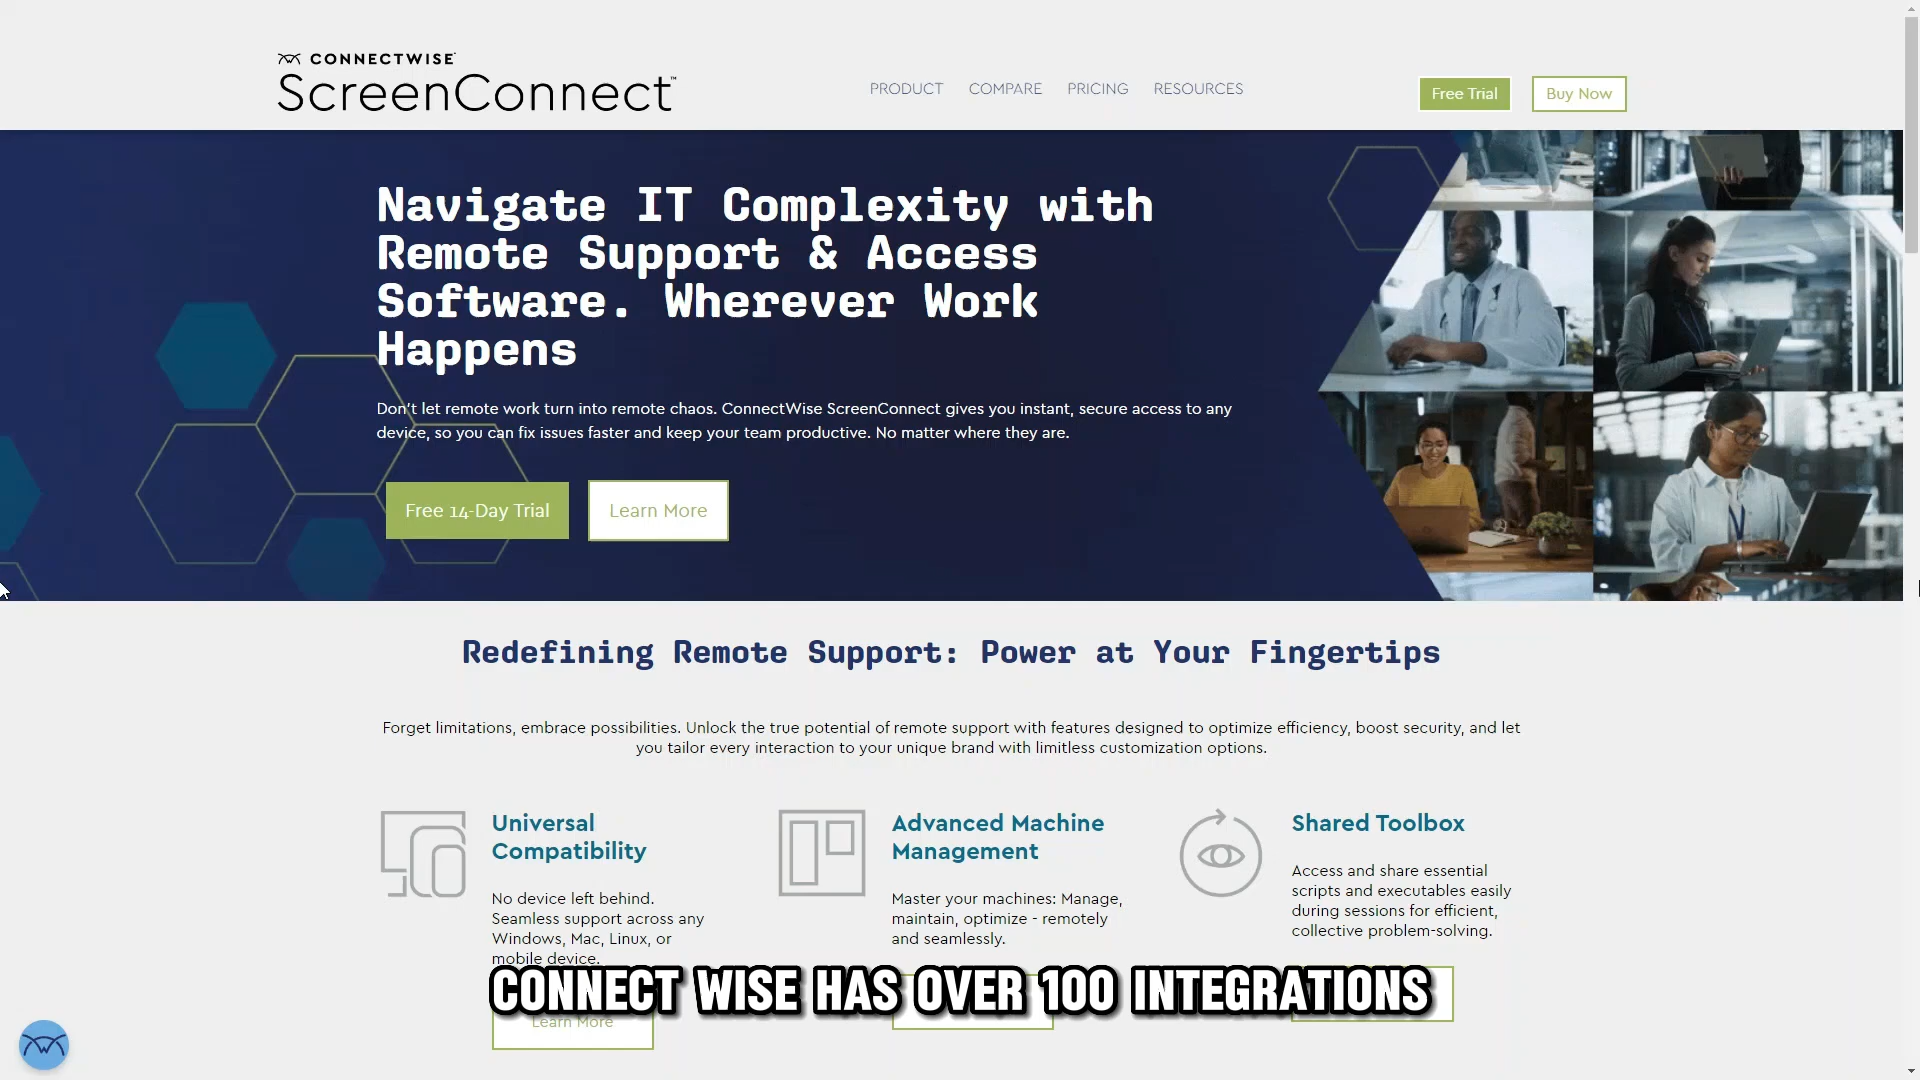 CONNECTWISE
ScreenConnect™
PRODUCT COMPARE PRICING RESOURCES
Free Trial
Buy Now
Navigate IT Complexity with
Remote Support & Access
Software. Wherever Work
Happens
Don't let remote work turn into remote chaos. ConnectWise ScreenConnect gives you instant, secure access to any
device, so you can fix issues faster and keep your team productive. No matter where they are.
Free 14-Day Trial
Learn More
Redefining Remote Support: Power at Your Fingertips
Forget limitations, embrace possibilities. Unlock the true potential of remote support with features designed to optimize efficiency, boost security, and let
you tailor every interaction to your unique brand with limitless customization options.
Universal
Compatibility
No device left behind.
Seamless support across any
Windows, Mac, Linux, or
mobile device.
Learn More
Advanced Machine
Management
Master your machines: Manage,
maintain, optimize - remotely
and seamlessly.
Shared Toolbox
Access and share essential
scripts and executables easily
during sessions for efficient,
collective problem-solving.
CONNECT WISE HAS OVER 100 INTEGRATIONS